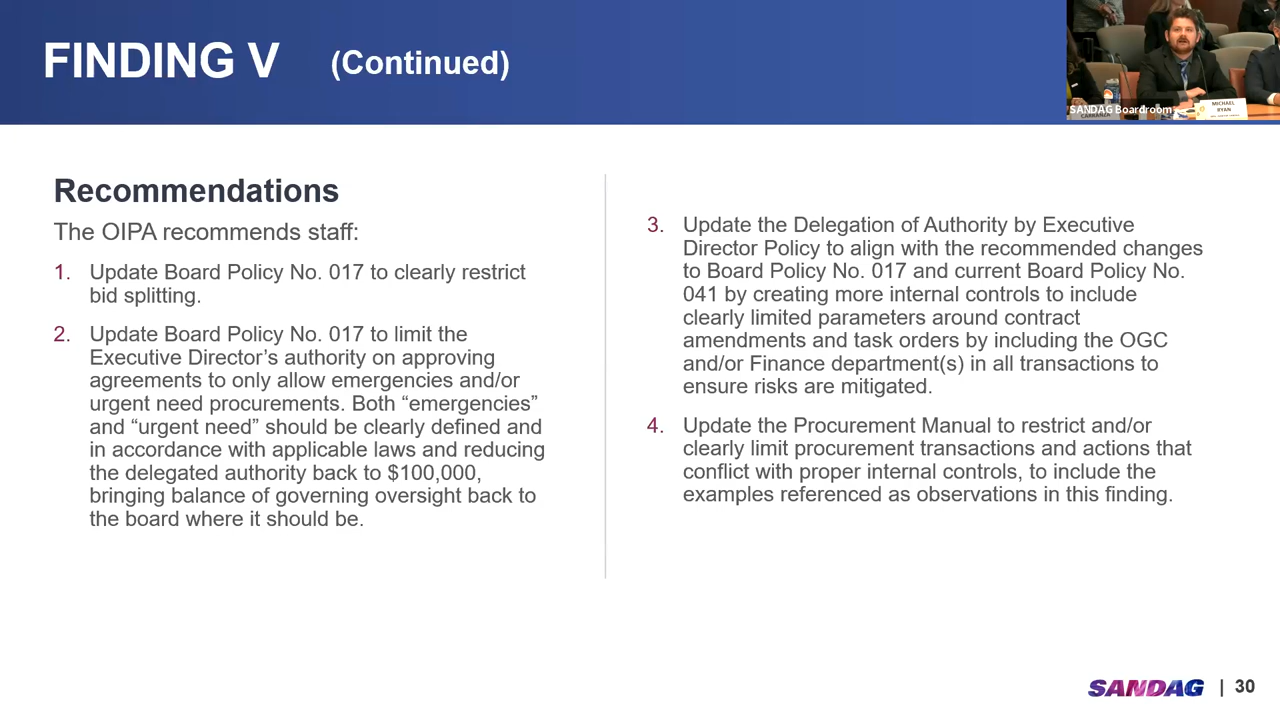 FINDING V (Continued)
SANDAG Boardroom
CARRANZA
MICHAEL
RYAN
Recommendations
The OIPA recommends staff:
1. Update Board Policy No. 017 to clearly restrict
bid splitting.
2. Update Board Policy No. 017 to limit the
Executive Director’s authority on approving
agreements to only allow emergencies and/or
urgent need procurements. Both “emergencies”
and “urgent need” should be clearly defined and
in accordance with applicable laws and reducing
the delegated authority back to $100,000,
bringing balance of governing oversight back to
the board where it should be.
3. Update the Delegation of Authority by Executive
Director Policy to align with the recommended changes
to Board Policy No. 017 and current Board Policy No.
041 by creating more internal controls to include
clearly limited parameters around contract
amendments and task orders by including the OGC
and/or Finance department(s) in all transactions to
ensure risks are mitigated.
4. Update the Procurement Manual to restrict and/or
clearly limit procurement transactions and actions that
conflict with proper internal controls, to include the
examples referenced as observations in this finding.
SANDAG | 30